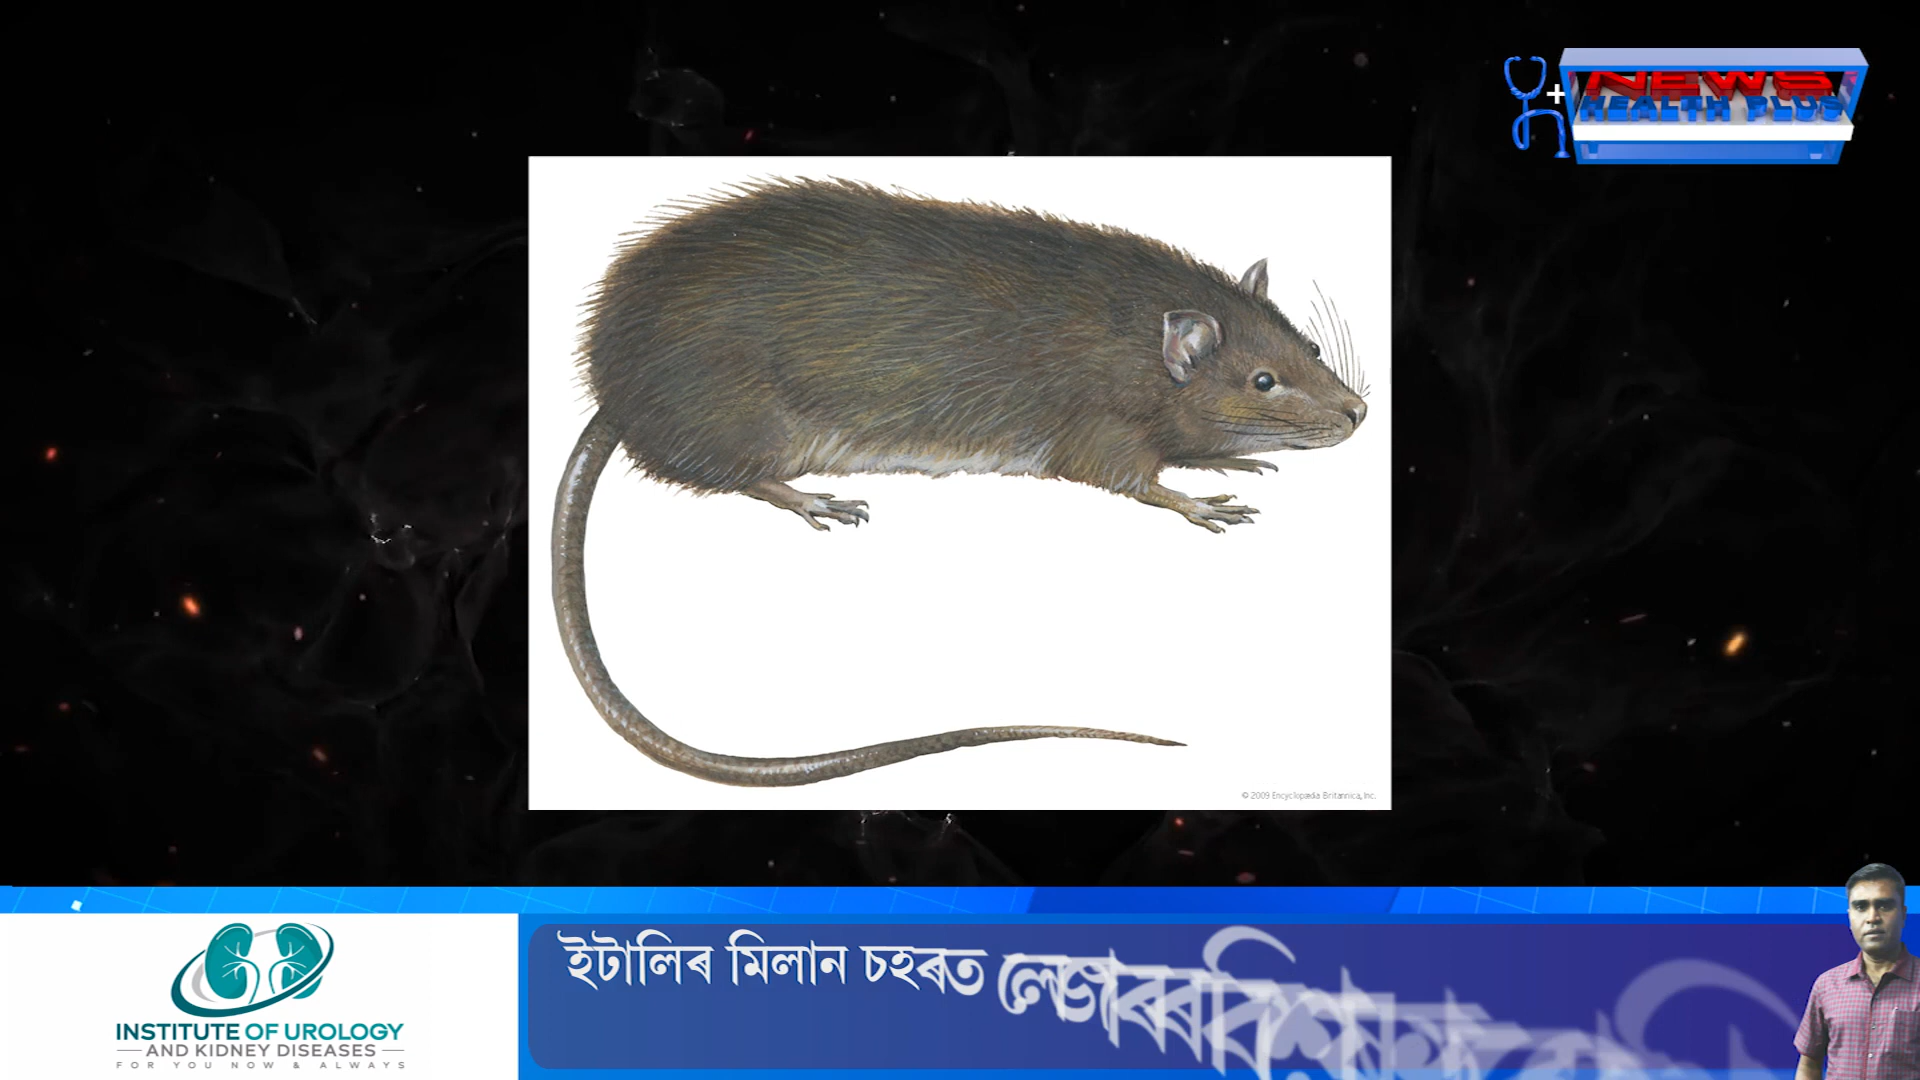 NEWS
HEALTH PLUS
© 2009 Encyclopædia Britannica, Inc.
ইটালিৰ মিলান চহৰত লেজাৰৰ
INSTITUTE OF UROLOGY
AND KIDNEY DISEASES
FOR YOU NOW & ALWAYS